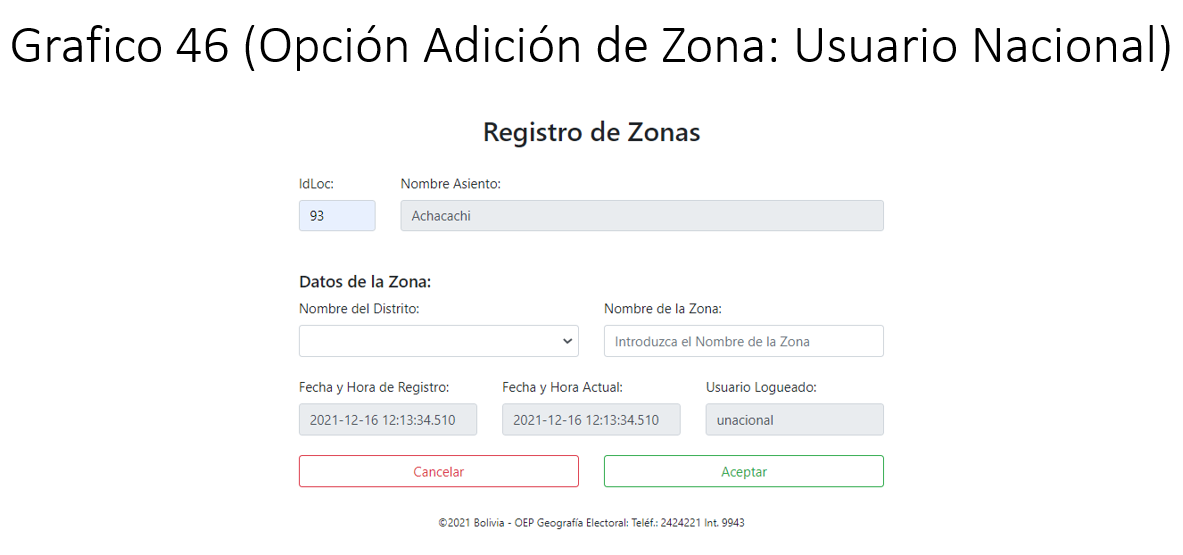 Grafico 46 (Opción Adición de Zona: Usuario Nacional)
Registro de Zonas
IdLoc: Nombre Asiento:
93 Achacachi
Datos de la Zona:
Nombre del Distrito: Nombre de la Zona:
Introduzca el Nombre de la Zona
Fecha y Hora de Registro: Fecha y Hora Actual: Usuario Logueado:
2021-12-16 12:13:34.510 2021-12-16 12:13:34.510 unacional
Cancelar Aceptar
©2021 Bolivia - OEP Geografía Electoral: Teléf.: 2424221 Int. 9943